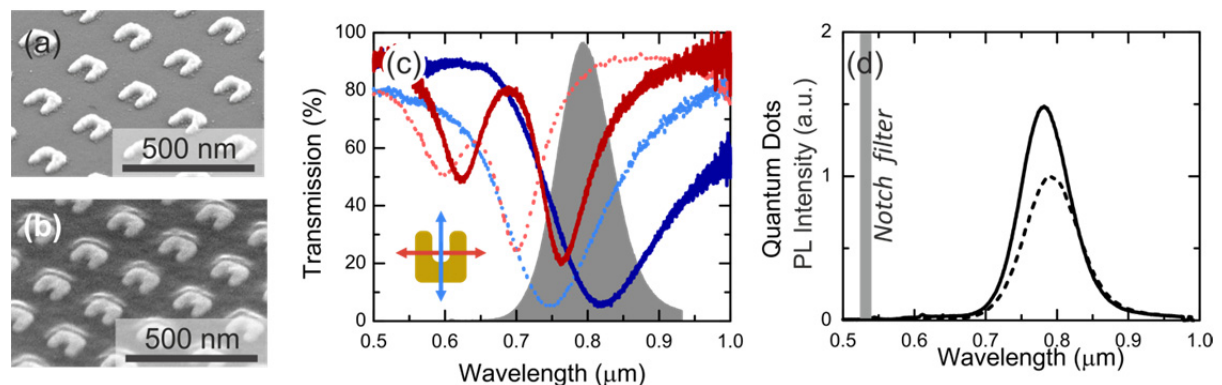 (a)
500 nm
(b)
500 nm
(c)
100
80
60
40
20
0
Transmission (%)
0.5 0.6 0.7 0.8 0.9 1.0
Wavelength (μm)
(d)
2
1
0
Quantum Dots
PL Intensity (a.u.)
Notch filter
0.5 0.6 0.7 0.8 0.9 1.0
Wavelength (μm)